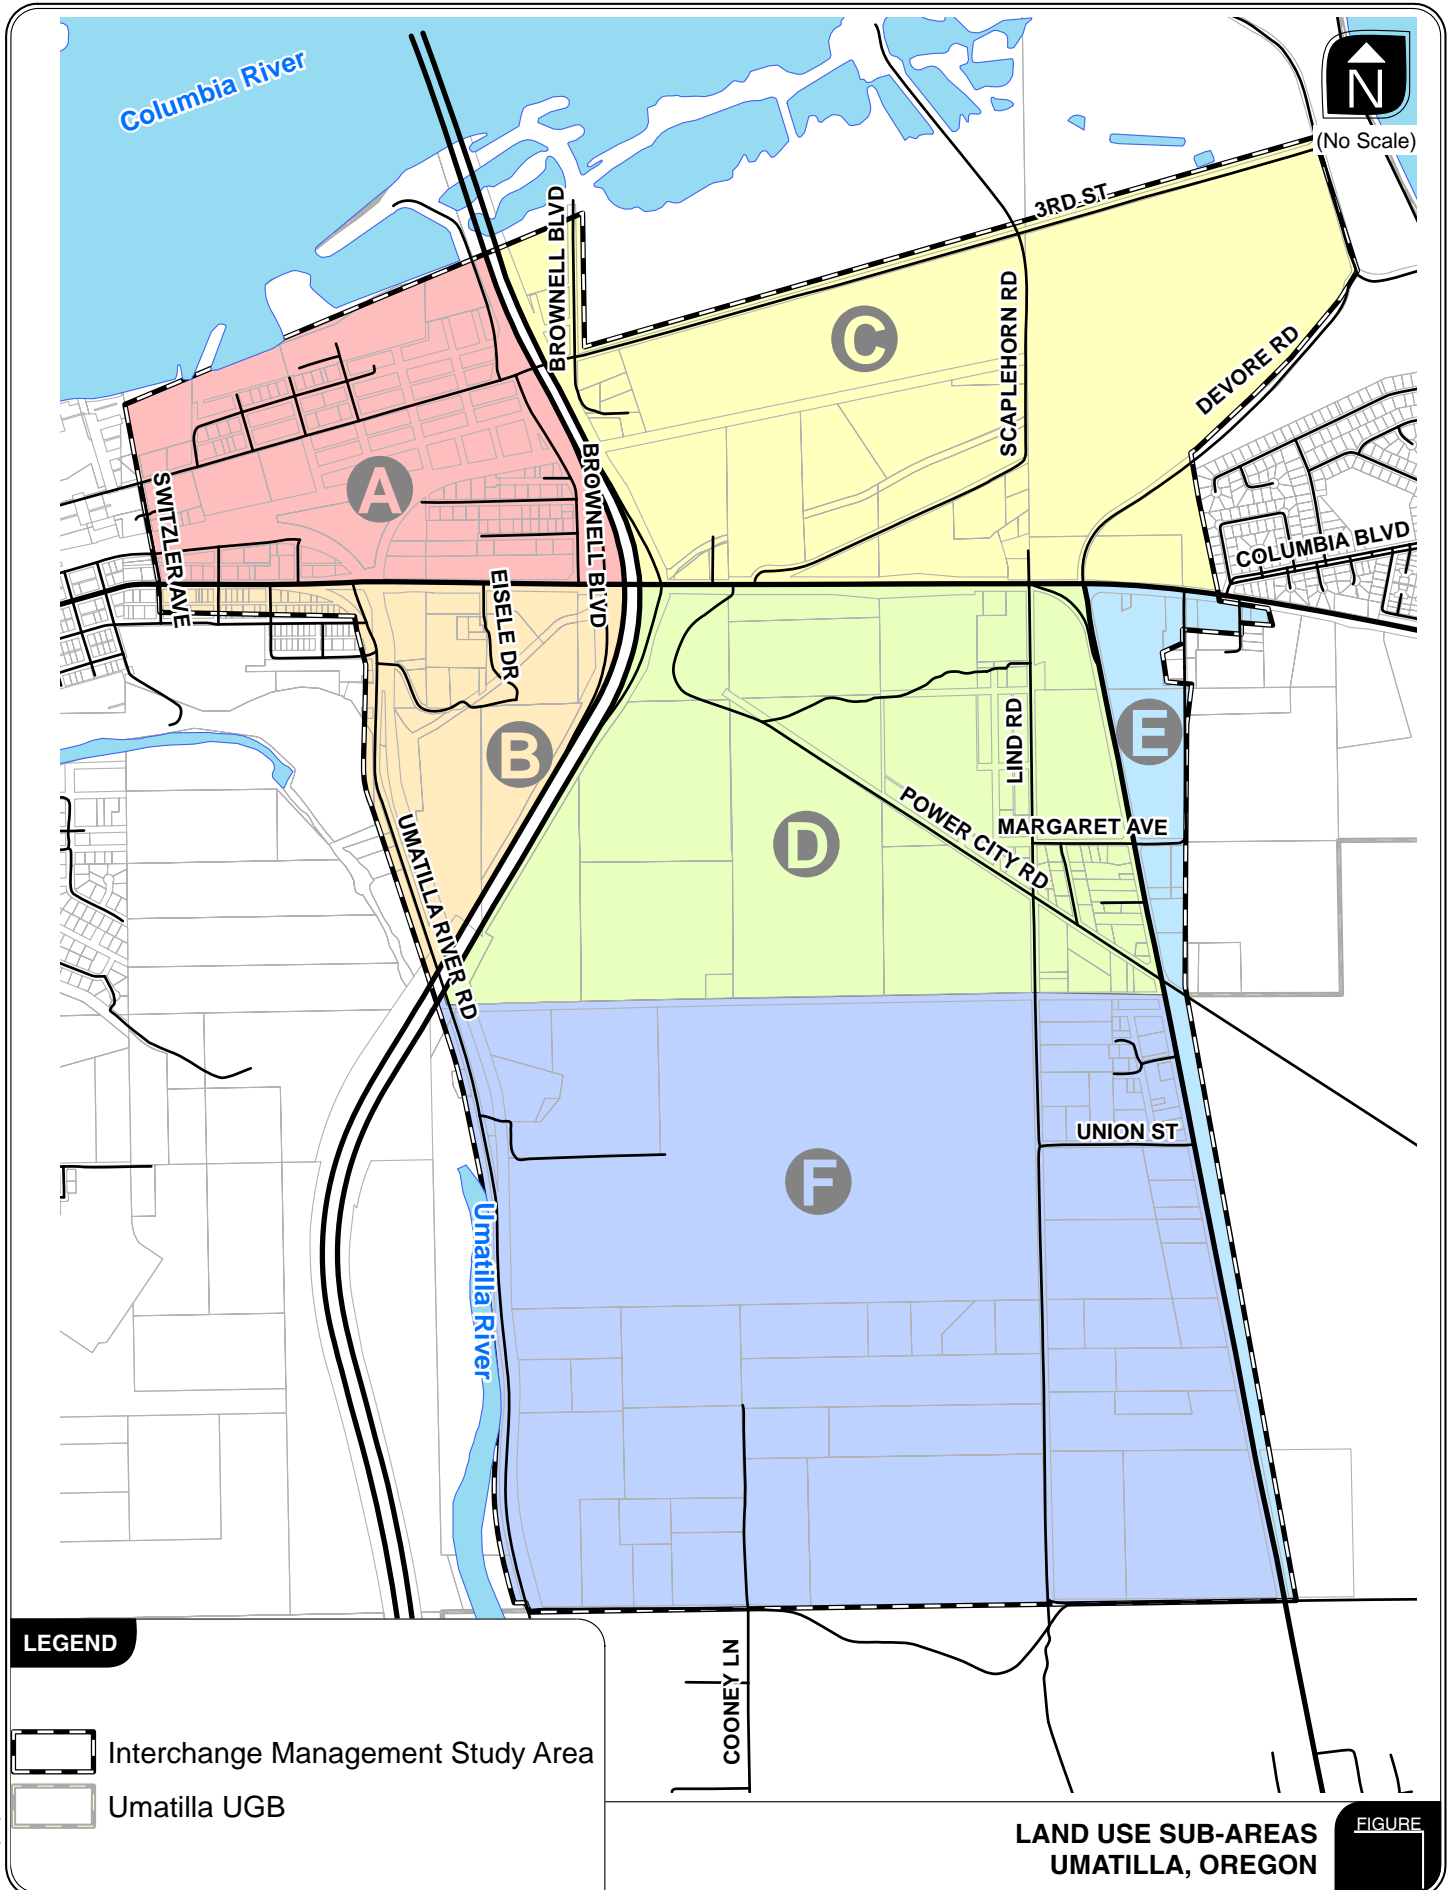 Columbia River
N
(No Scale)
BROWNELL BLVD
3RD ST
SCAPLEHORN RD
C
DEVORE RD
A
SWITZLER AVE
BROWNELL BLVD
COLUMBIA BLVD
EISELE DR
B
LIND RD
E
UMATILLA RIVER RD
D
POWER CITY RD
MARGARET AVE
UNION ST
F
Umatilla River
COONEY LN
LEGEND
Interchange Management Study Area
Umatilla UGB
LAND USE SUB-AREAS
UMATILLA, OREGON
FIGURE